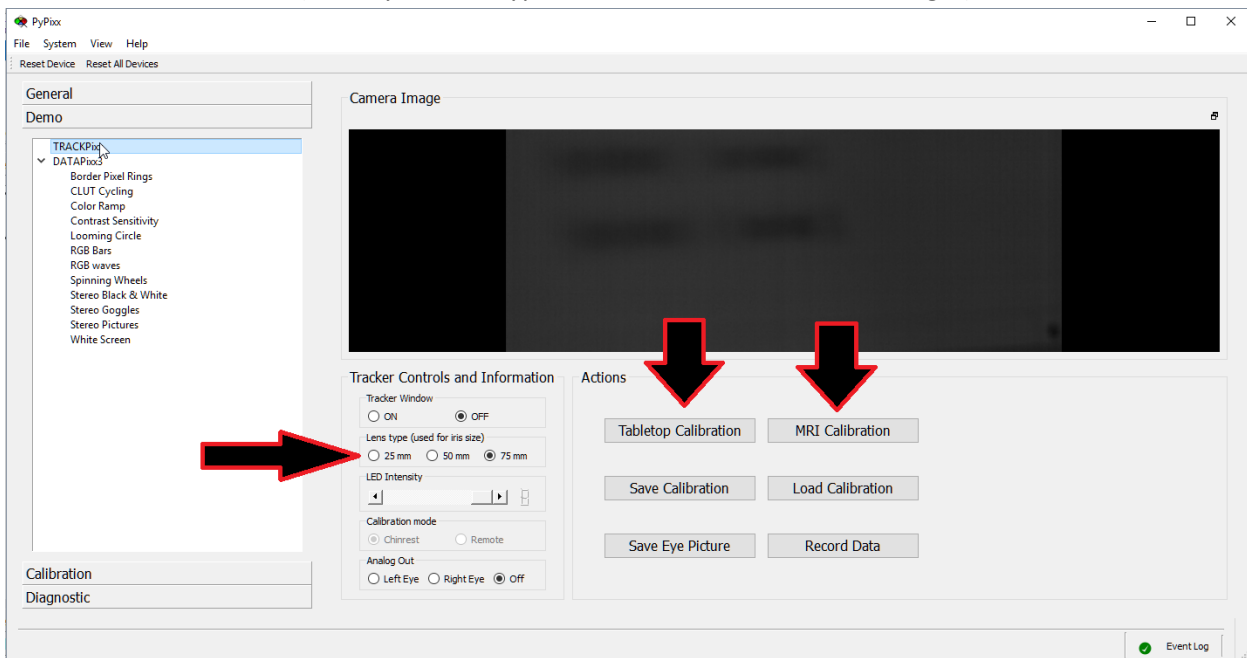 PyPixx
File System View Help
Reset Device Reset All Devices
General
Demo
TRACKPixx
DATAPixx3
Border Pixel Rings
CLUT Cycling
Color Ramp
Contrast Sensitivity
Looming Circle
RGB Bars
RGB waves
Spinning Wheels
Stereo Black & White
Stereo Goggles
Stereo Pictures
White Screen
Calibration
Diagnostic
Camera Image
Tracker Controls and Information
Tracker Window
ON OFF
Lens type (used for iris size)
25 mm 50 mm 75 mm
LED Intensity
Calibration mode
Chinrest Remote
Analog Out
Left Eye Right Eye Off
Actions
Tabletop Calibration MRI Calibration
Save Calibration Load Calibration
Save Eye Picture Record Data
Event Log